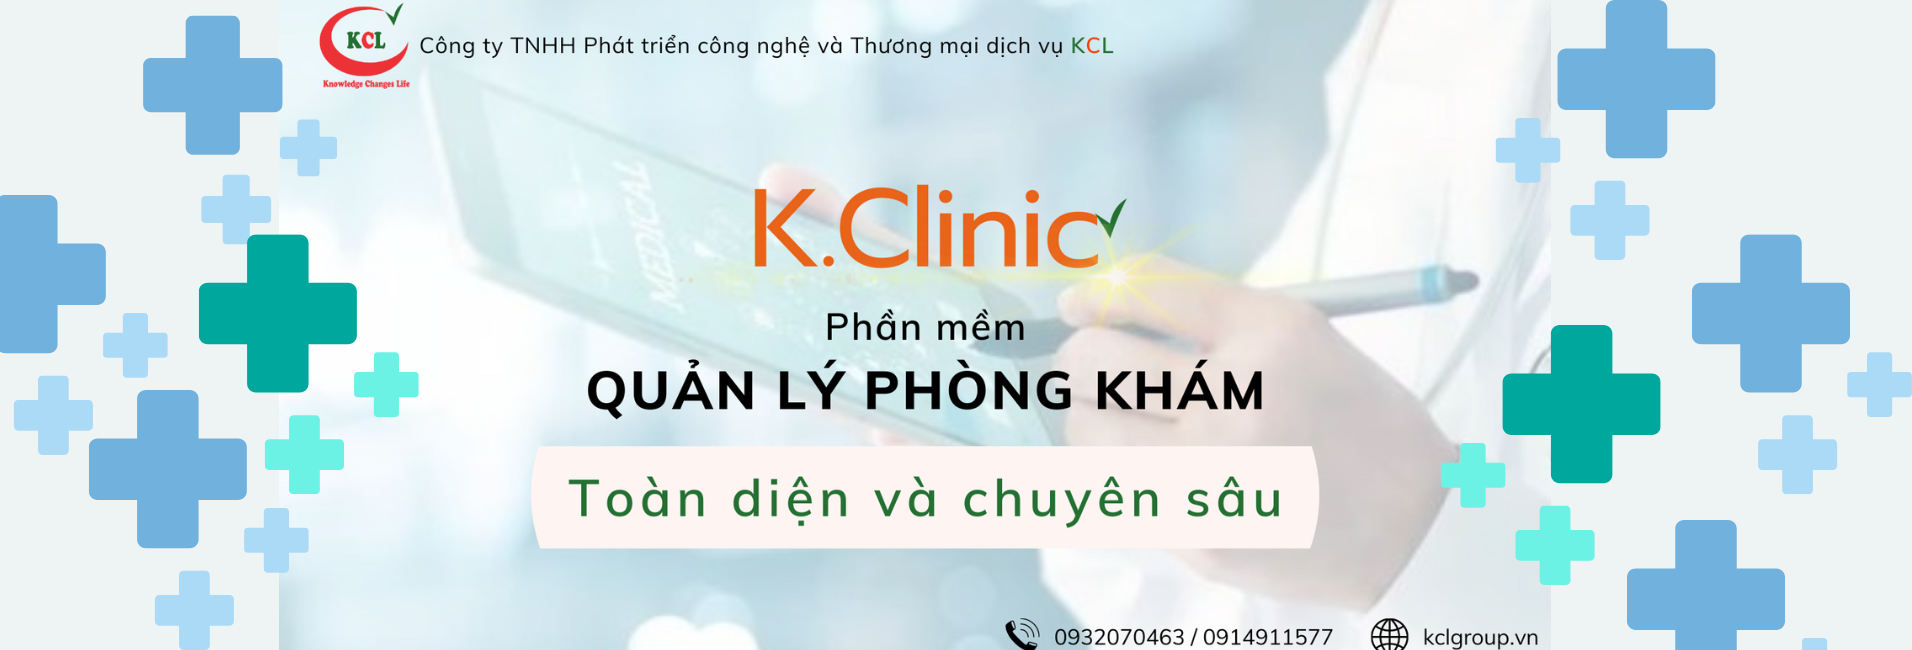 KCL
Knowledge Changes Life
Công ty TNHH Phát triển công nghệ và Thương mại dịch vụ KCL
MEDICAL
K.Clinic
Phần mềm
QUẢN LÝ PHÒNG KHÁM
Toàn diện và chuyên sâu
0932070463 / 0914911577
kclgroup.vn